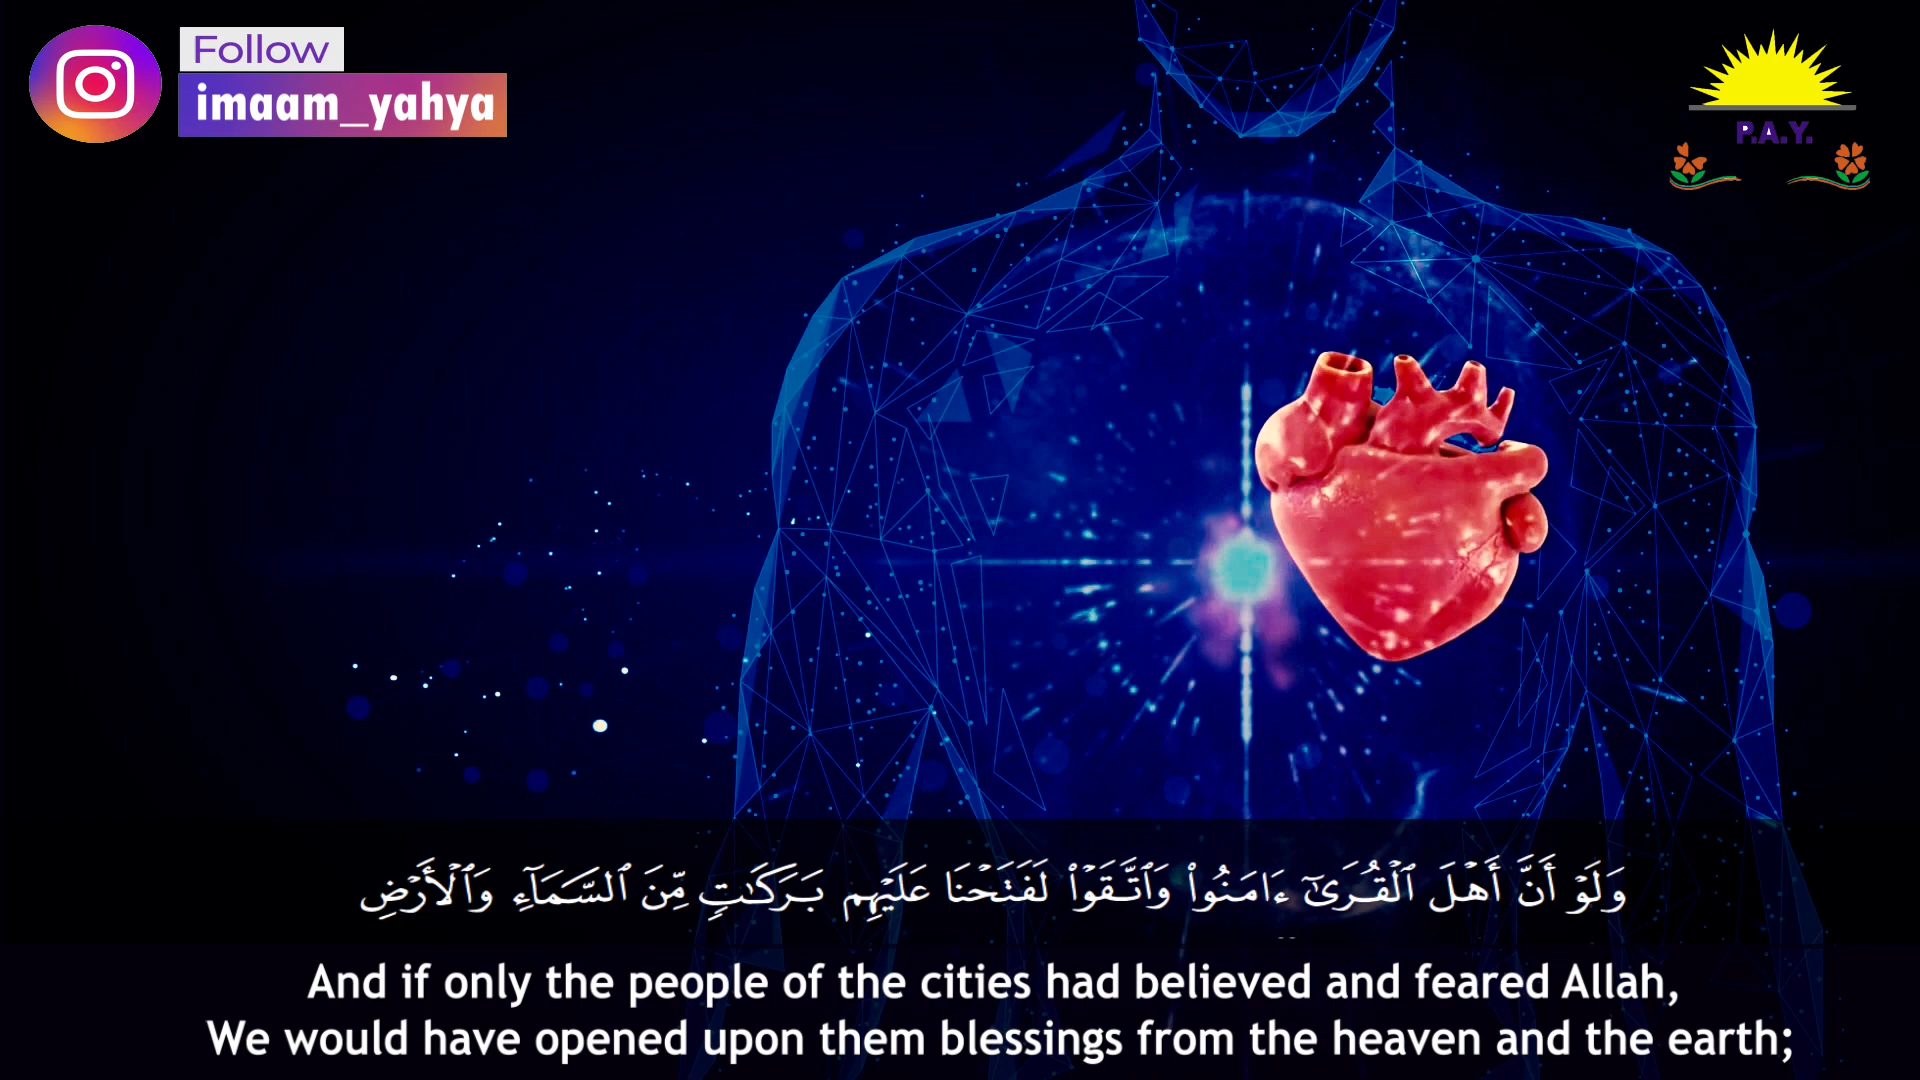 Follow
imaam_yahya
P.A.Y.
وَلَوۡ أَنَّ أَهۡلَ ٱلۡقُرَىٰٓ ءَامَنُواْ وَٱتَّقَوۡاْ لَفَتَحۡنَا عَلَيۡهِم بَرَكَٰتٖ مِّنَ ٱلسَّمَآءِ وَٱلۡأَرۡضِ
And if only the people of the cities had believed and feared Allah,
We would have opened upon them blessings from the heaven and the earth;